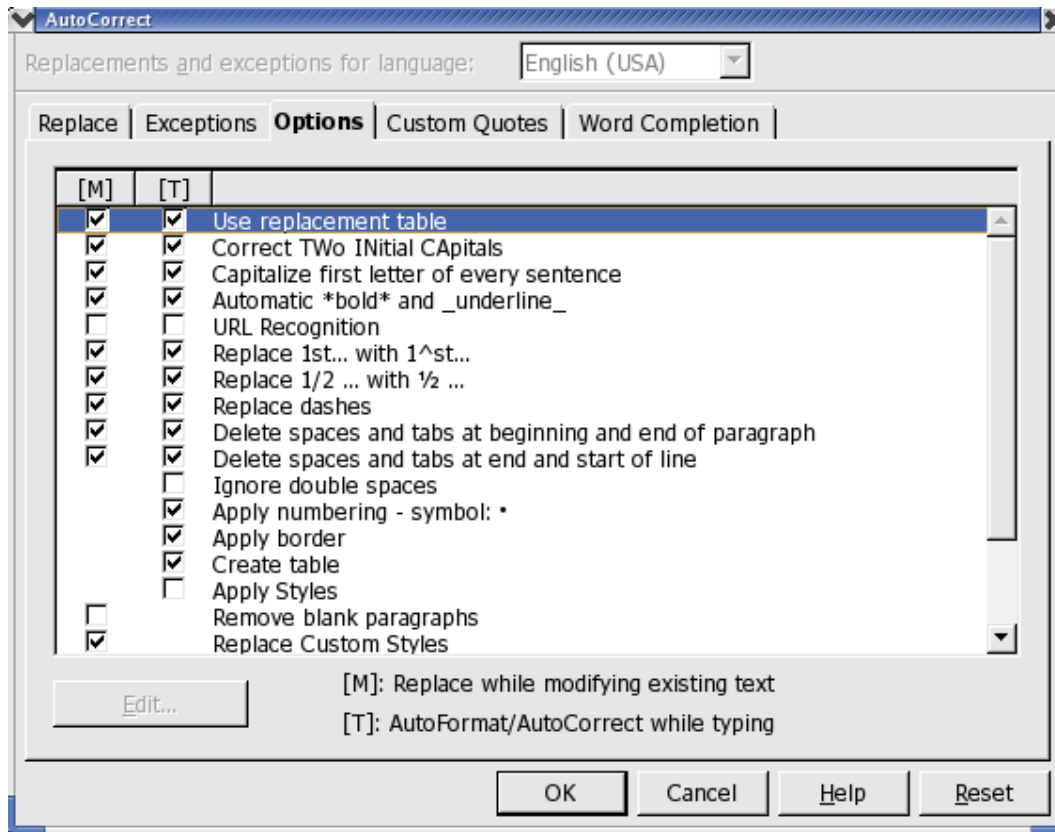 AutoCorrect
Replacements and exceptions for language: English (USA)
Replace Exceptions Options Custom Quotes Word Completion
[M] [T]
Use replacement table
Correct TWo INitial CApitals
Capitalize first letter of every sentence
Automatic *bold* and _underline_
URL Recognition
Replace 1st... with 1^st...
Replace 1/2 ... with ½ ...
Replace dashes
Delete spaces and tabs at beginning and end of paragraph
Delete spaces and tabs at end and start of line
Ignore double spaces
Apply numbering - symbol: •
Apply border
Create table
Apply Styles
Remove blank paragraphs
Replace Custom Styles
[M]: Replace while modifying existing text
Edit...
[T]: AutoFormat/AutoCorrect while typing
OK Cancel Help Reset